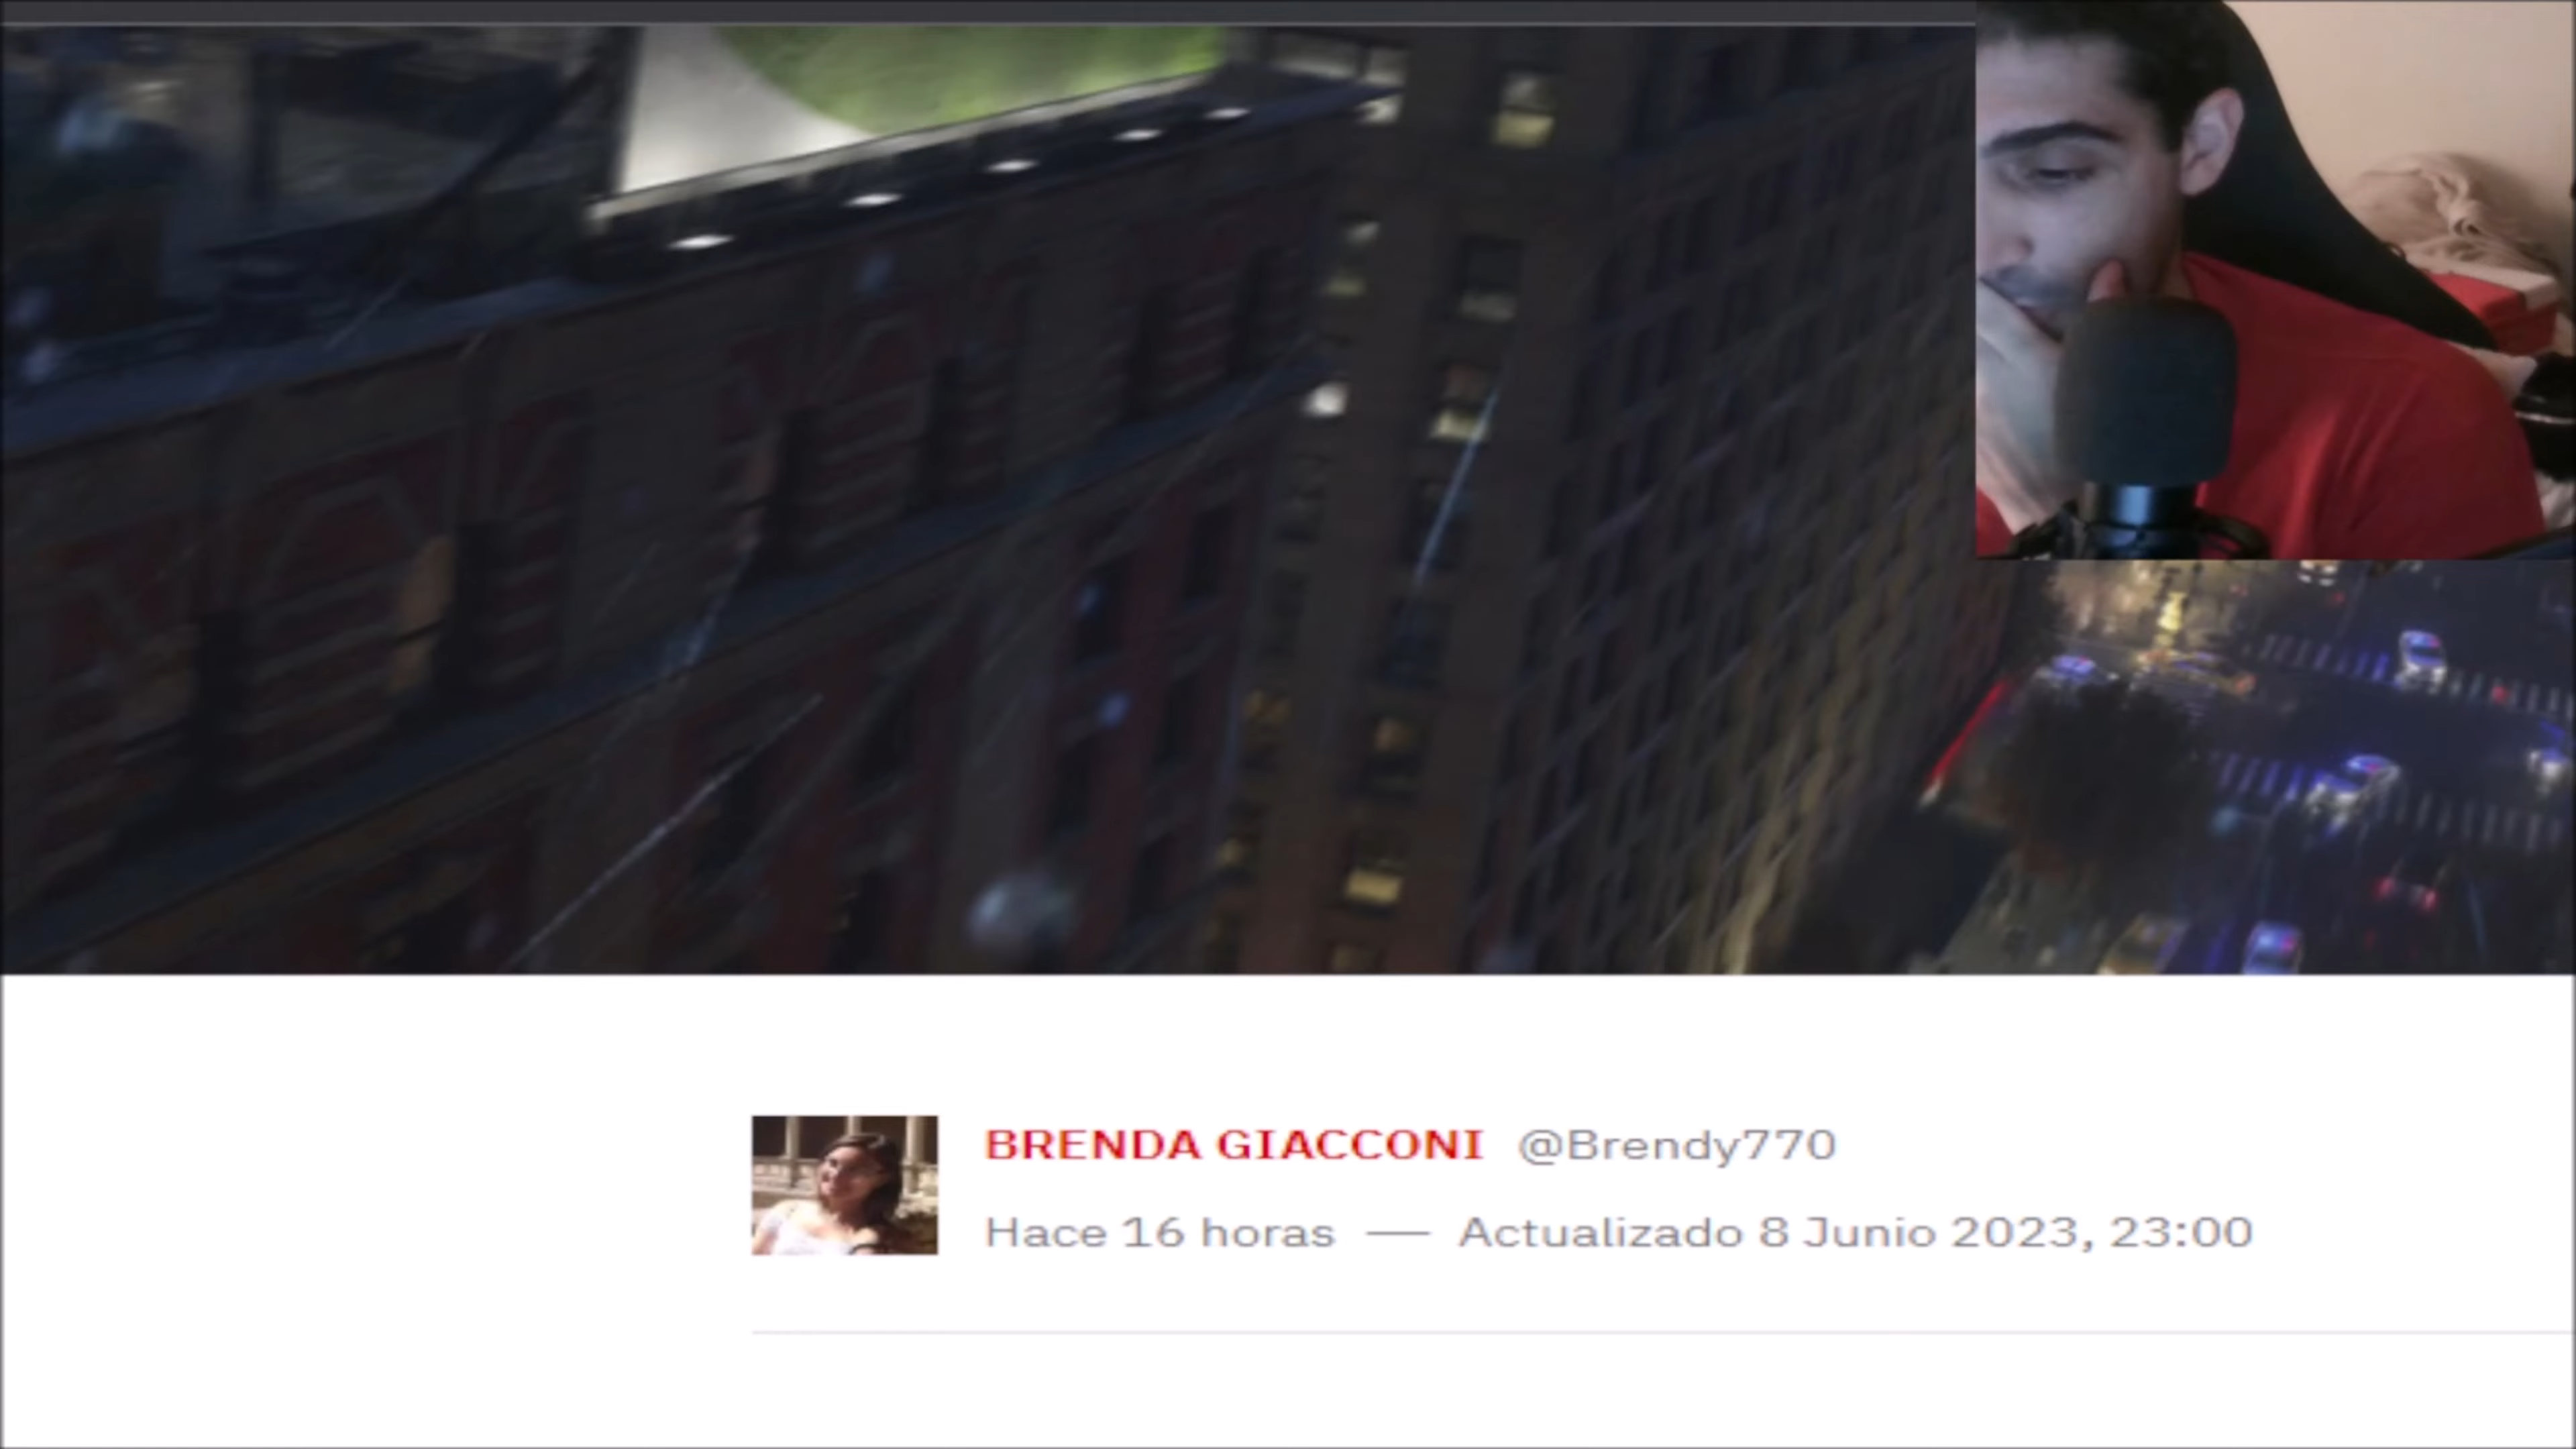 BRENDA GIACCONI @Brendy770
Hace 16 horas — Actualizado 8 Junio 2023, 23:00